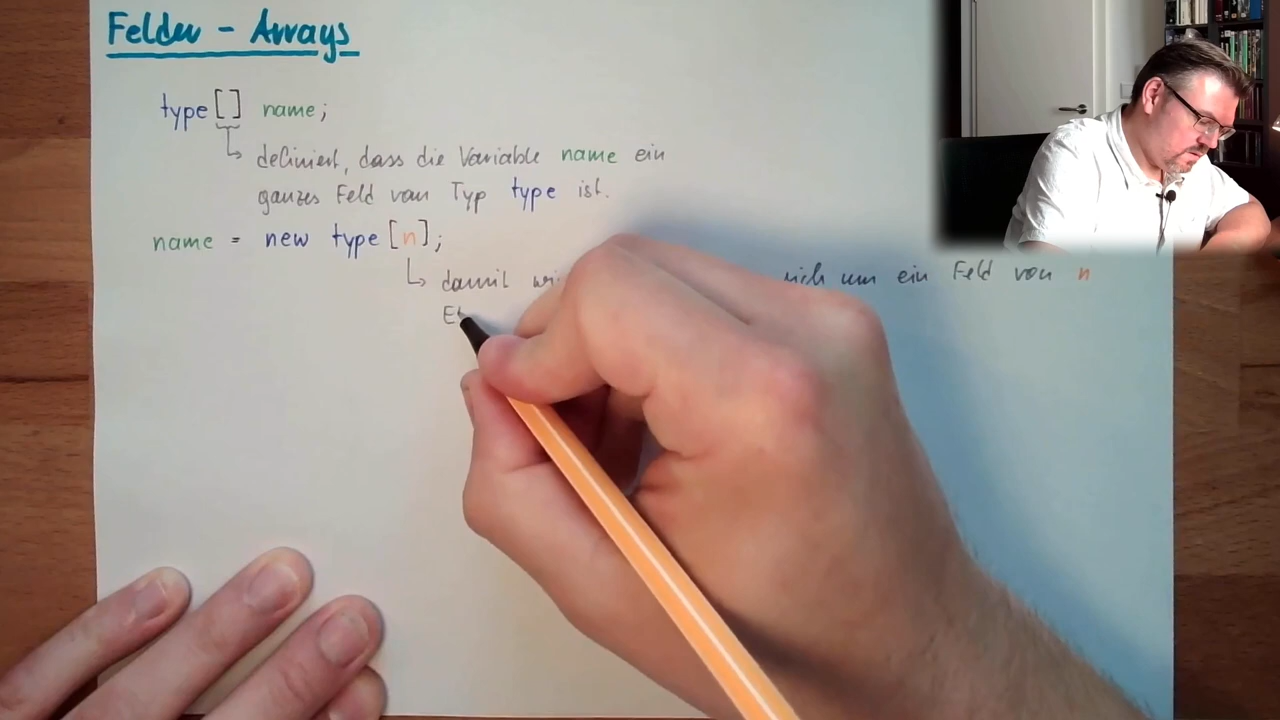 Felder - Arrays
type[] name;
definiert, dass die Variable name ein
ganzes Feld vom Typ type ist.
name = new type[n];
damit um ein Feld von n